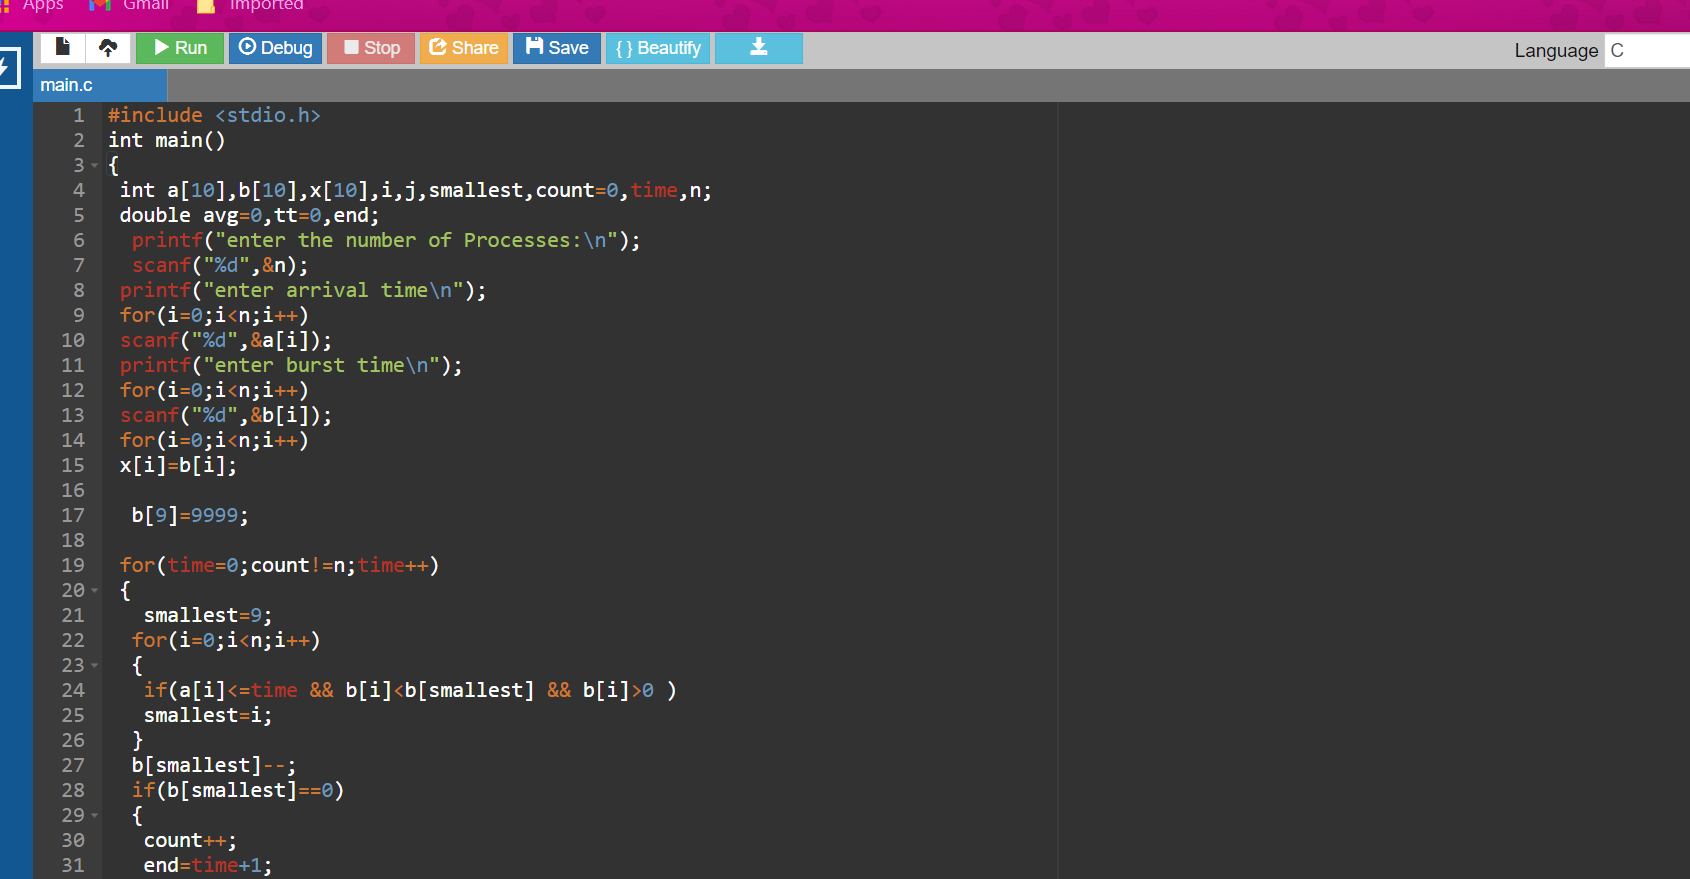 Apps Gmail Imported
Run Debug Stop Share Save { } Beautify Language C
main.c
1 #include <stdio.h>
2 int main()
3 {
4 int a[10],b[10],x[10],i,j,smallest,count=0,time,n;
5 double avg=0,tt=0,end;
6 printf("enter the number of Processes:\n");
7 scanf("%d",&n);
8 printf("enter arrival time\n");
9 for(i=0;i<n;i++)
10 scanf("%d",&a[i]);
11 printf("enter burst time\n");
12 for(i=0;i<n;i++)
13 scanf("%d",&b[i]);
14 for(i=0;i<n;i++)
15 x[i]=b[i];
16
17 b[9]=9999;
18
19 for(time=0;count!=n;time++)
20 {
21 smallest=9;
22 for(i=0;i<n;i++)
23 {
24 if(a[i]<=time && b[i]<b[smallest] && b[i]>0 )
25 smallest=i;
26 }
27 b[smallest]--;
28 if(b[smallest]==0)
29 {
30 count++;
31 end=time+1;